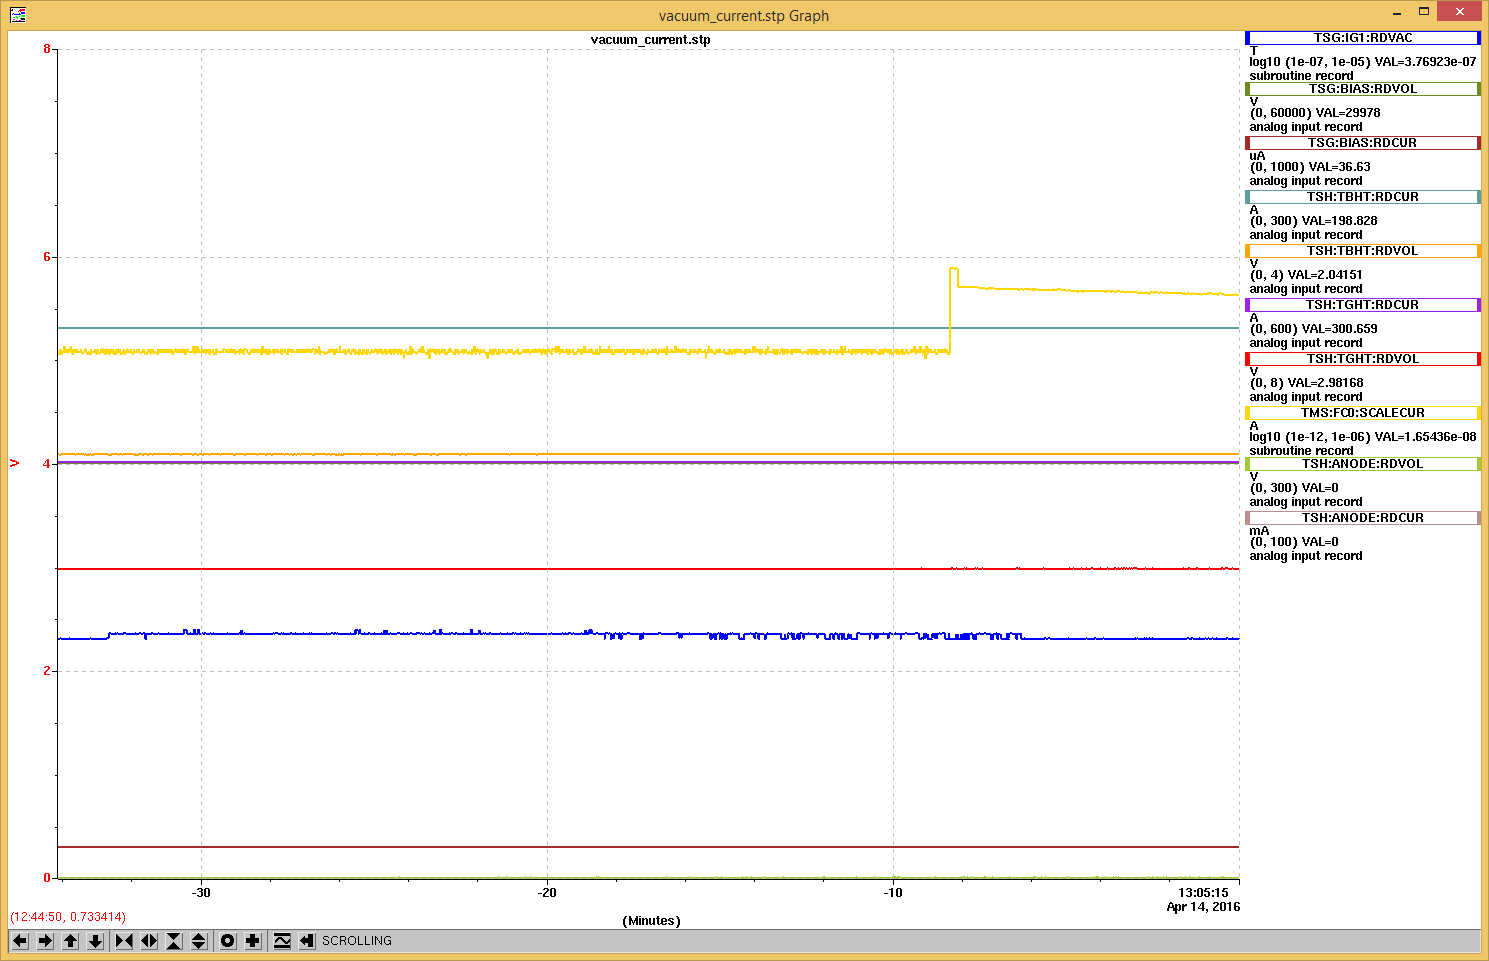 vacuum_current.stp Graph
vacuum_current.stp
8
6
V
4
2
0
-30
-20
-10
13:05:15
Apr 14, 2016
(12:44:50, 0.733414)
(Minutes)
SCROLLING
TSG:IG1:RDVAC
T
log10 (1e-07, 1e-05) VAL=3.76923e-07
subroutine record
TSG:BIAS:RDVOL
V
(0, 60000) VAL=29978
analog input record
TSG:BIAS:RDCUR
uA
(0, 1000) VAL=36.63
analog input record
TSH:TBHT:RDCUR
A
(0, 300) VAL=198.828
analog input record
TSH:TBHT:RDVOL
V
(0, 4) VAL=2.04151
analog input record
TSH:TGHT:RDCUR
A
(0, 600) VAL=300.659
analog input record
TSH:TGHT:RDVOL
V
(0, 8) VAL=2.98168
analog input record
TMS:FC0:SCALECUR
A
log10 (1e-12, 1e-06) VAL=1.65436e-08
subroutine record
TSH:ANODE:RDVOL
V
(0, 300) VAL=0
analog input record
TSH:ANODE:RDCUR
mA
(0, 100) VAL=0
analog input record